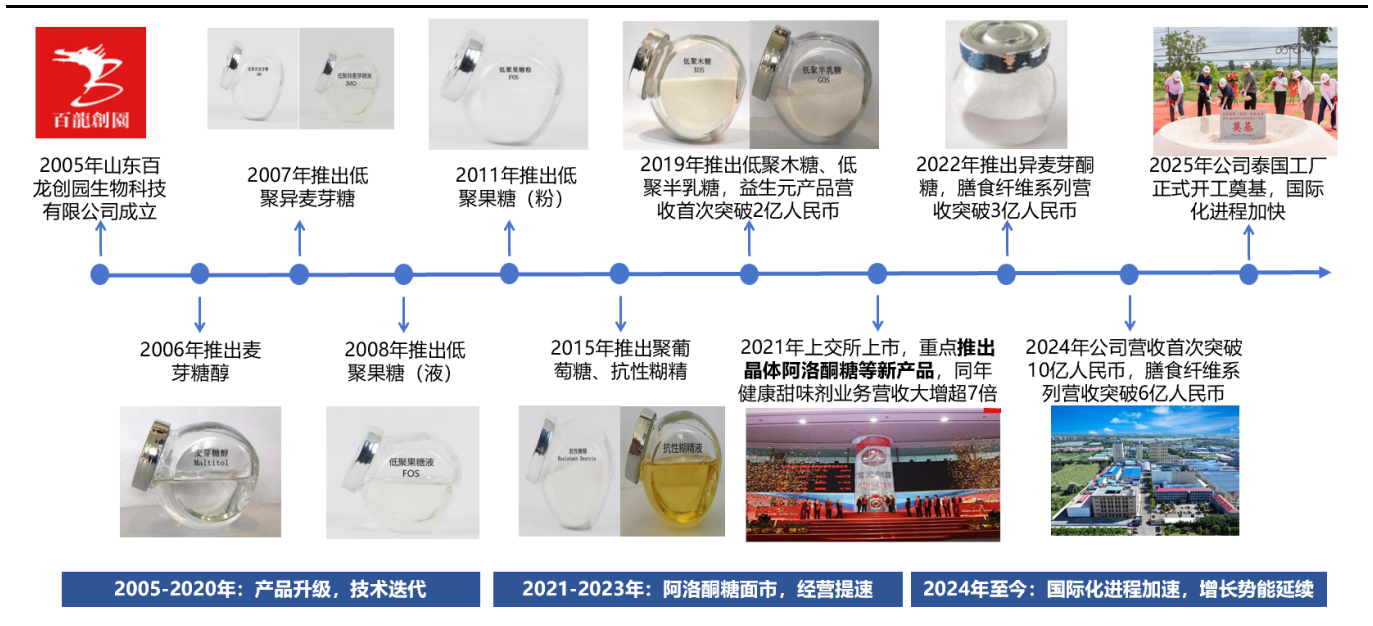 百龍創園
2005年山东百
龙创园生物科技
有限公司成立
低聚异麦芽糖液
IMO
2007年推出低
聚异麦芽糖
低聚果糖粉
FOS
2011年推出低
聚果糖（粉）
低聚木糖
XOS
低聚半乳糖
GOS
2019年推出低聚木糖、低
聚半乳糖，益生元产品营
收首次突破2亿人民币
2022年推出异麦芽酮
糖，膳食纤维系列营
收突破3亿人民币
奠基
2025年公司泰国工厂
正式开工奠基，国际
化进程加快
2006年推出麦
芽糖醇
麦芽糖醇
Maltitol
2008年推出低
聚果糖（液）
低聚果糖液
FOS
2015年推出聚葡
萄糖、抗性糊精
抗性糊精
Resistant Dextrin
抗性糊精液
2021年上交所上市，重点推出
晶体阿洛酮糖等新产品，同年
健康甜味剂业务营收大增超7倍
2024年公司营收首次突破
10亿人民币，膳食纤维系
列营收突破6亿人民币
2005-2020年：产品升级，技术迭代
2021-2023年：阿洛酮糖面市，经营提速
2024年至今：国际化进程加速，增长势能延续